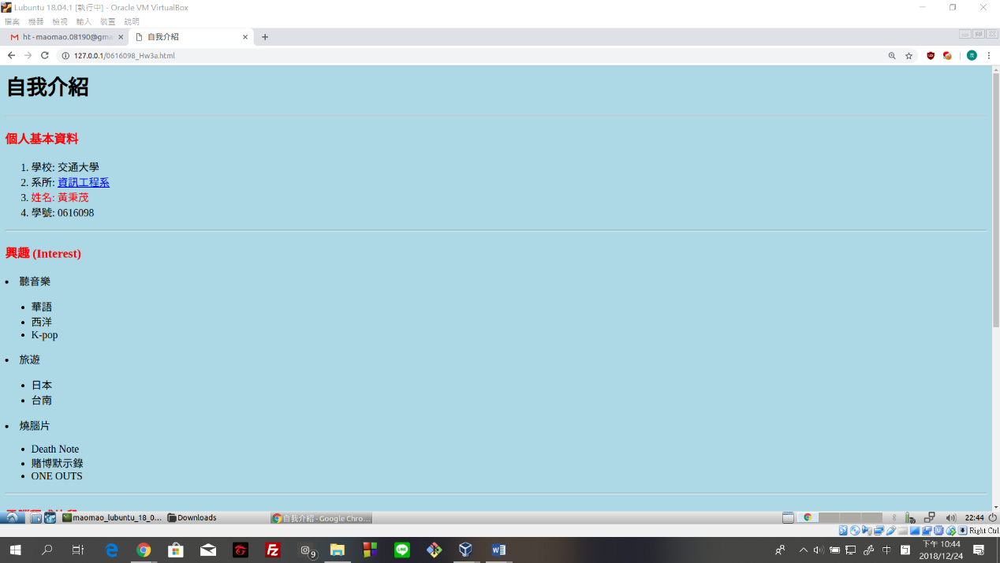 Lubuntu 18.04.1 [執行中] - Oracle VM VirtualBox
檔案 機器 檢視 輸入 裝置 說明
ht - maomao.08190@gma
自我介紹
127.0.0.1/0616098_Hw3a.html
自我介紹
個人基本資料
1. 學校: 交通大學
2. 系所: 資訊工程系
3. 姓名: 黃秉茂
4. 學號: 0616098
興趣 (Interest)
• 聽音樂
• 華語
• 西洋
• K-pop
• 旅遊
• 日本
• 台南
• 燒腦片
• Death Note
• 賭博默示錄
• ONE OUTS
maomao_lubuntu_18_0... Downloads 自我介紹 - Google Chro... 22:44
Right Ctrl
9
中
下午 10:44
2018/12/24